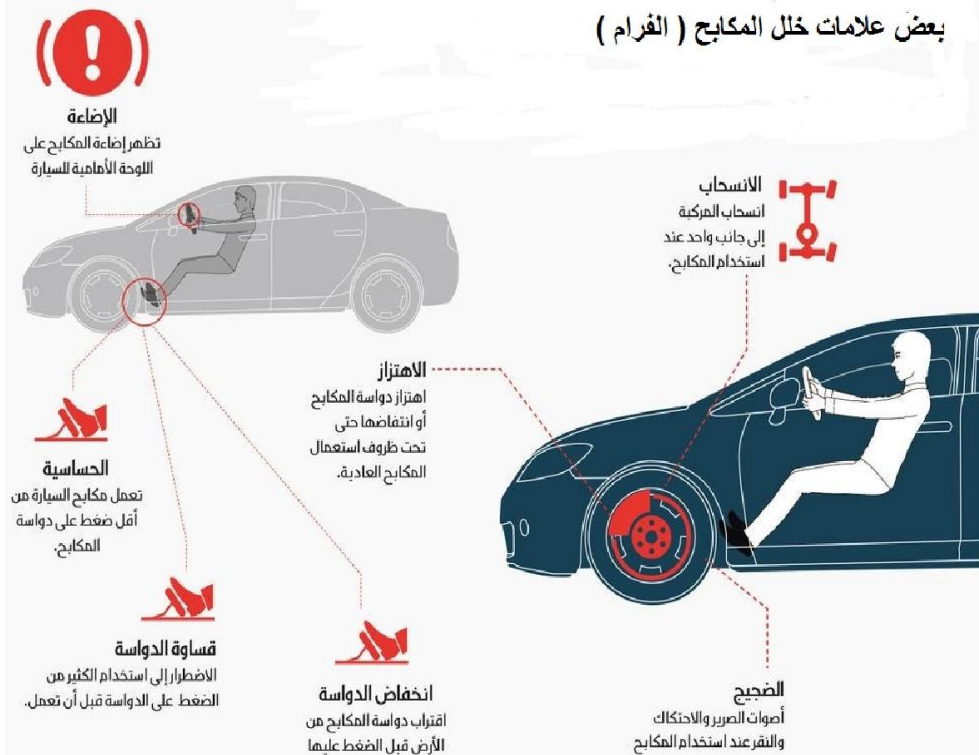 بعض علامات خلل المكابح ( الفرام )
الإضاءة
تظهر إضاءة المكابح على
اللوحة الأمامية للسيارة
الانسحاب
انسحاب المركبة
إلى جانب واحد عند
استخدام المكابح.
الاهتزاز
اهتزاز دواسة المكابح
أو انتفاضها حتى
تحت ظروف استعمال
المكابح العادية.
الحساسية
تعمل مكابح السيارة من
أقل ضغط على دواسة
المكابح.
قساوة الدواسة
الاضطرار إلى استخدام الكثير من
الضغط على الدواسة قبل أن تعمل.
انخفاض الدواسة
اقتراب دواسة المكابح من
الأرض قبل الضغط عليها
الضجيج
أصوات الصرير والاحتكاك
والنقر عند استخدام المكابح